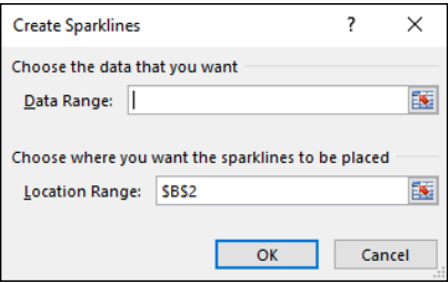 Create Sparklines ?
Choose the data that you want
Data Range:
Choose where you want the sparklines to be placed
Location Range: $B$2
OK Cancel